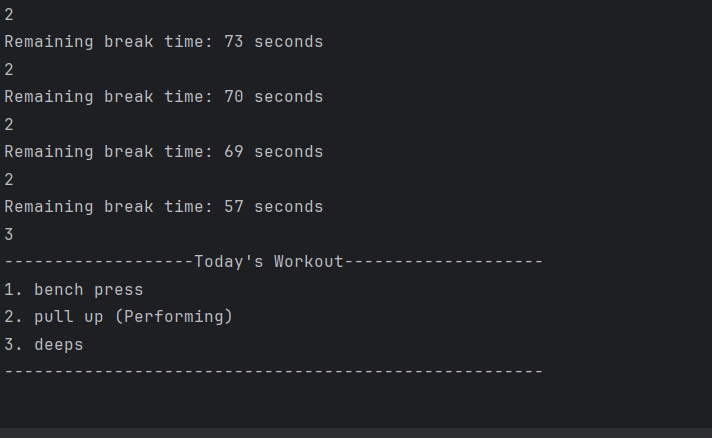 2
Remaining break time: 73 seconds
2
Remaining break time: 70 seconds
2
Remaining break time: 69 seconds
2
Remaining break time: 57 seconds
3
-------------------Today's Workout--------------------
1. bench press
2. pull up (Performing)
3. deeps
------------------------------------------------------